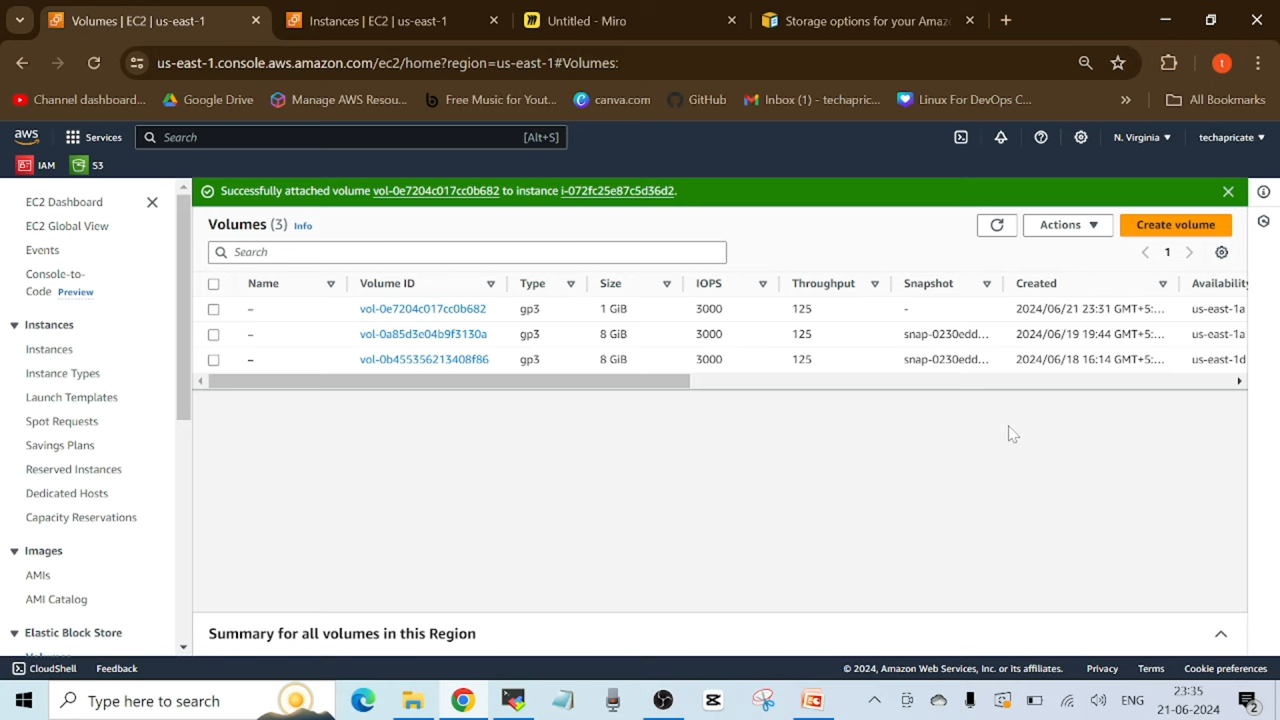 Volumes | EC2 | us-east-1
Instances | EC2 | us-east-1
Untitled - Miro
Storage options for your Amazo
us-east-1.console.aws.amazon.com/ec2/home?region=us-east-1#Volumes:
t
Channel dashboard...
Google Drive
Manage AWS Resou...
Free Music for Yout...
canva.com
GitHub
Inbox (1) - techapric...
Linux For DevOps C...
All Bookmarks
aws
Services
Search
[Alt+S]
N. Virginia
techapricate
IAM
S3
EC2 Dashboard
EC2 Global View
Events
Console-to-
Code Preview
Instances
Instances
Instance Types
Launch Templates
Spot Requests
Savings Plans
Reserved Instances
Dedicated Hosts
Capacity Reservations
Images
AMIs
AMI Catalog
Elastic Block Store
Volumes
Successfully attached volume vol-0e7204c017cc0b682 to instance i-072fc25e87c5d36d2.
Volumes (3) Info
Actions
Create volume
Search
1
Name Volume ID Type Size IOPS Throughput Snapshot Created Availability
– vol-0e7204c017cc0b682 gp3 1 GiB 3000 125 - 2024/06/21 23:31 GMT+5:... us-east-1a
– vol-0a85d3e04b9f3130a gp3 8 GiB 3000 125 snap-0230edd... 2024/06/19 19:44 GMT+5:... us-east-1a
– vol-0b455356213408f86 gp3 8 GiB 3000 125 snap-0230edd... 2024/06/18 16:14 GMT+5:... us-east-1d
Summary for all volumes in this Region
CloudShell
Feedback
© 2024, Amazon Web Services, Inc. or its affiliates.
Privacy
Terms
Cookie preferences
Type here to search
ENG
23:35
21-06-2024
2